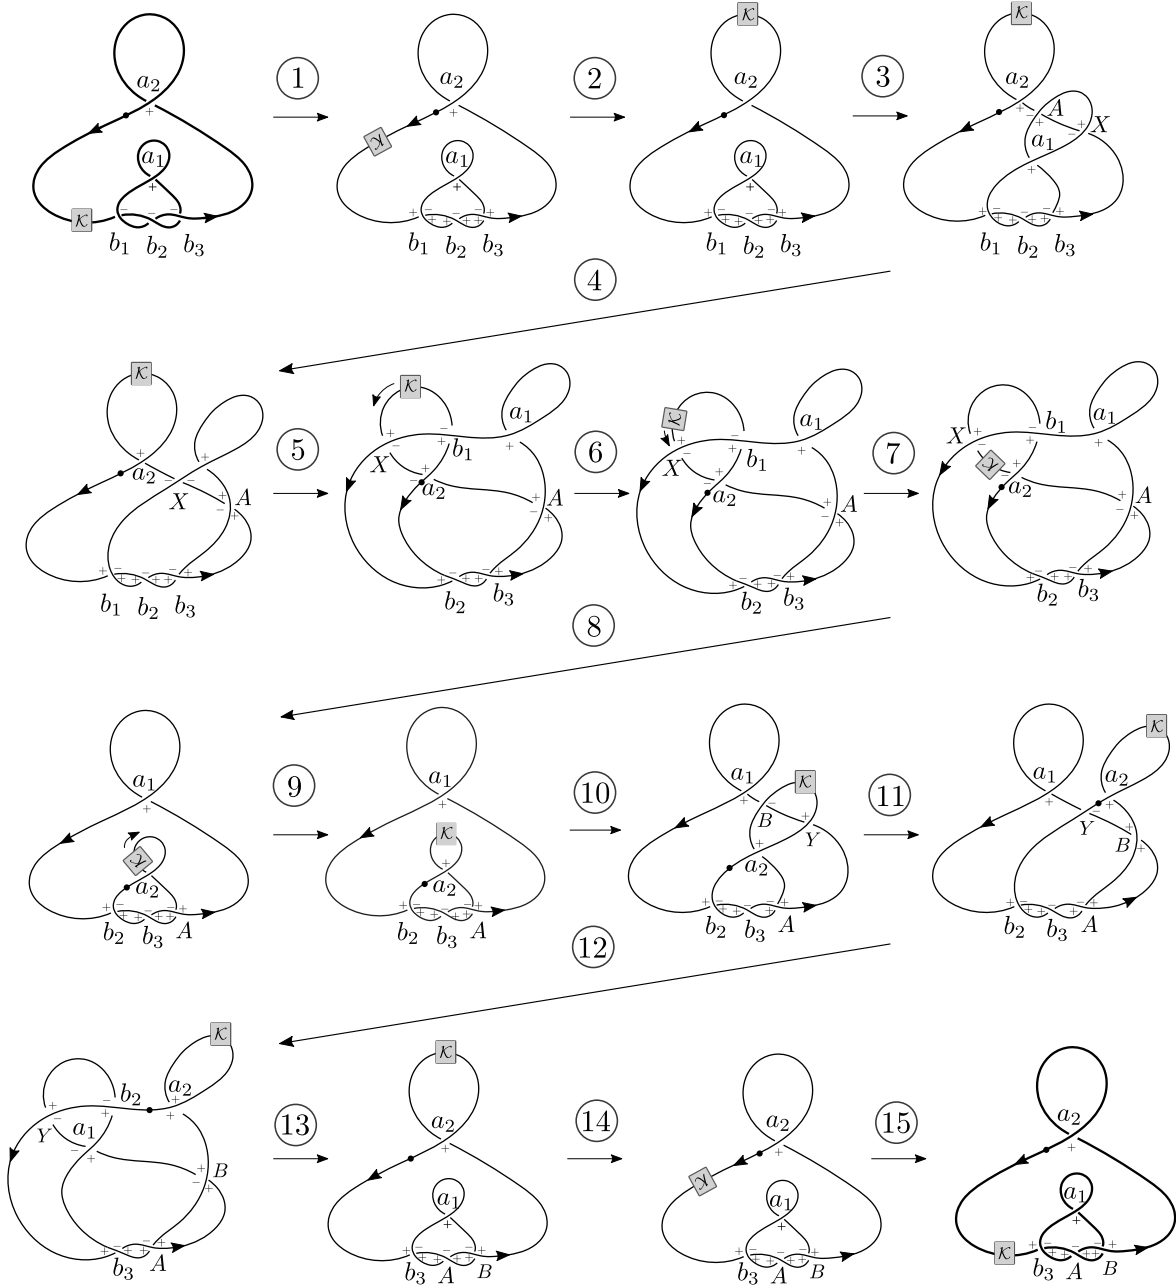 K a₂ a₁ b₁ b₂ b₃
1
K a₂ a₁ b₁ b₂ b₃
2
K a₂ a₁ b₁ b₂ b₃
3
K a₂ A X a₁ b₁ b₂ b₃
4
K a₂ X A b₁ b₂ b₃
5
K a₁ X b₁ a₂ A b₂ b₃
6
K a₁ X b₁ a₂ A b₂ b₃
7
a₁ b₁ X K a₂ A b₂ b₃
8
a₁ K a₂ b₂ b₃ A
9
a₁ K a₂ b₂ b₃ A
10
a₁ K B Y a₂ b₂ b₃ A
11
K a₁ a₂ Y B b₂ b₃ A
12
K b₂ a₂ Y a₁ B b₃ A
13
K a₂ a₁ b₃ A B
14
a₂ K a₁ b₃ A B
15
a₂ a₁ K b₃ A B